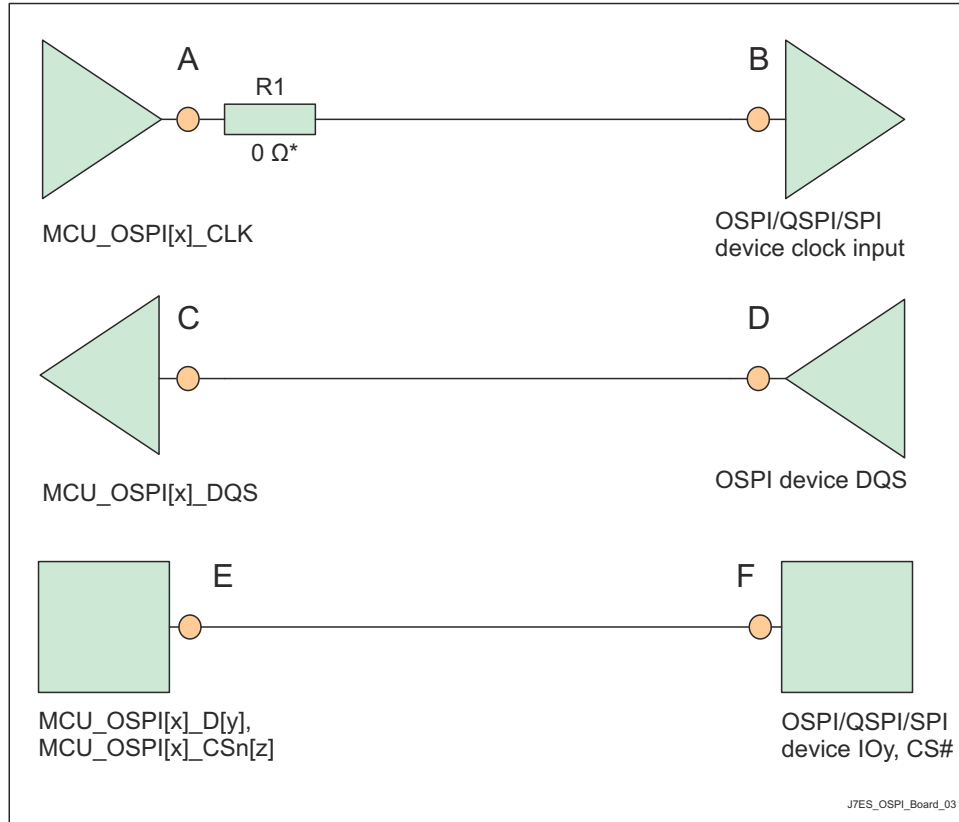 A
B
R1
0 Ω*
MCU_OSPI[x]_CLK
OSPI/QSPI/SPI
device clock input
C
D
MCU_OSPI[x]_DQS
OSPI device DQS
E
F
MCU_OSPI[x]_D[y],
MCU_OSPI[x]_CSn[z]
OSPI/QSPI/SPI
device IOy, CS#
J7ES_OSPI_Board_03